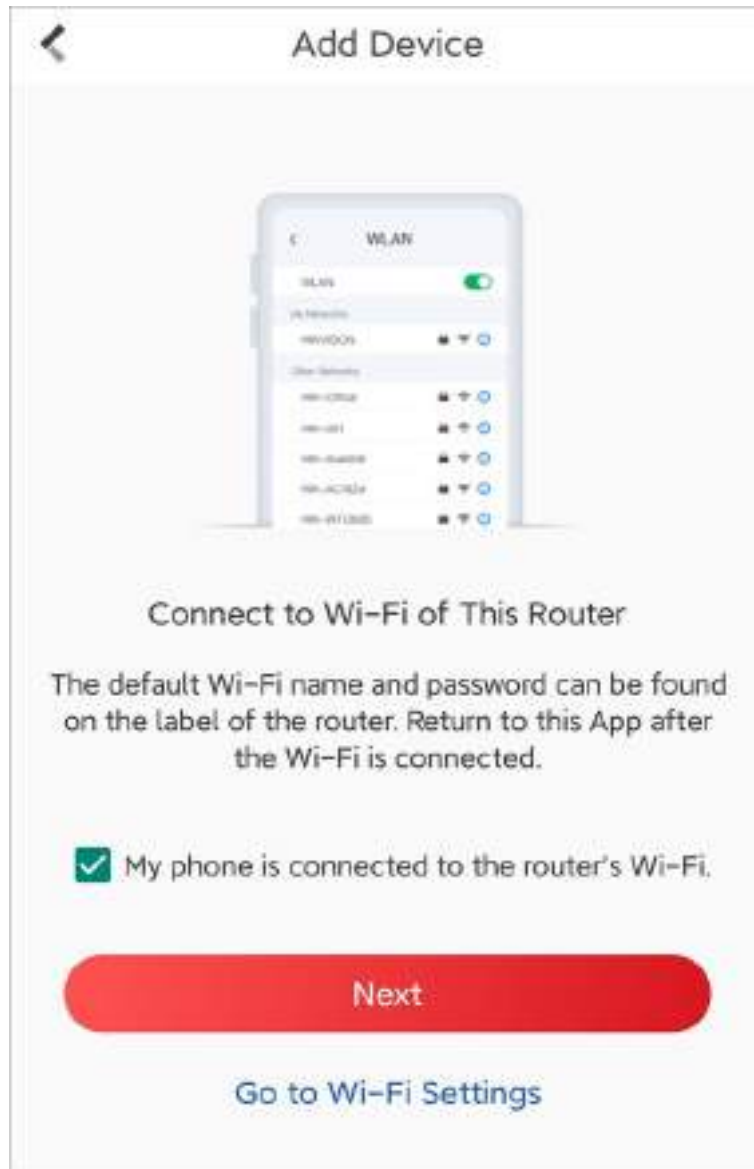 Add Device
WLAN
WLAN
Connect to Wi-Fi of This Router
The default Wi-Fi name and password can be found
on the label of the router. Return to this App after
the Wi-Fi is connected.
My phone is connected to the router's Wi-Fi.
Next
Go to Wi-Fi Settings